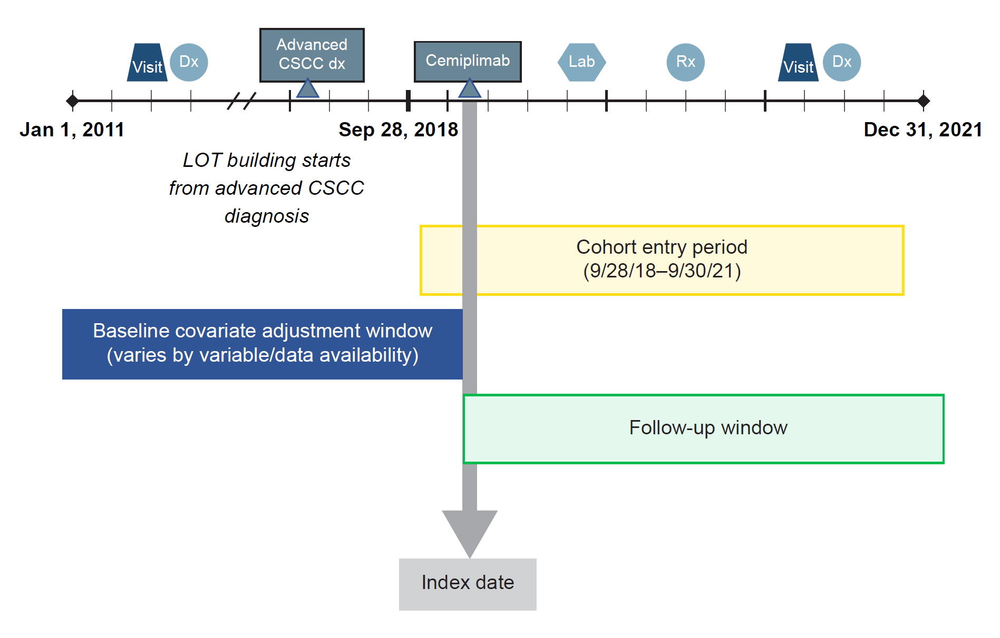 Visit
Dx
Advanced
CSCC dx
Cemiplimab
Lab
Rx
Visit
Dx
Jan 1, 2011
Sep 28, 2018
Dec 31, 2021
LOT building starts
from advanced CSCC
diagnosis
Cohort entry period
(9/28/18–9/30/21)
Baseline covariate adjustment window
(varies by variable/data availability)
Follow-up window
Index date